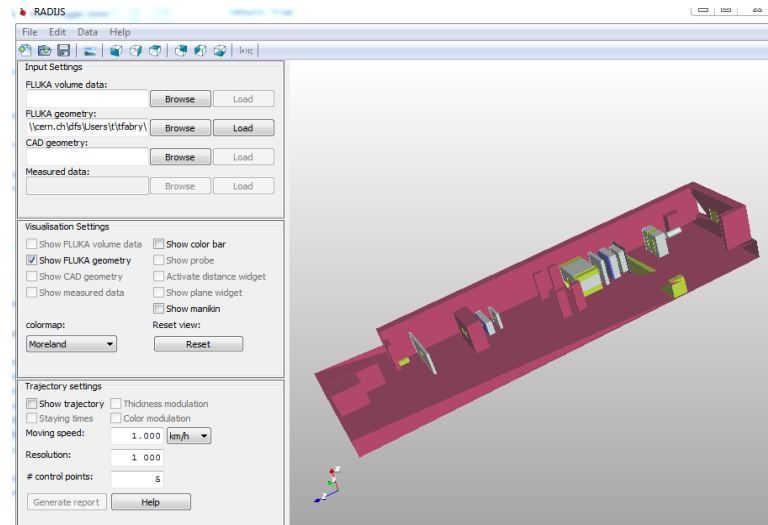 RADIJS
File Edit Data Help
log
Input Settings
FLUKA volume data:
Browse Load
FLUKA geometry:
\\cern.ch\dfs\Users\t\tfabry\ Browse Load
CAD geometry:
Browse Load
Measured data:
Browse Load
Visualisation Settings
Show FLUKA volume data Show color bar
Show FLUKA geometry Show probe
Show CAD geometry Activate distance widget
Show measured data Show plane widget
Show manikin
colormap: Reset view:
Moreland Reset
Trajectory settings
Show trajectory Thickness modulation
Staying times Color modulation
Moving speed: 1.000 km/h
Resolution: 1 000
# control points: 5
Generate report Help